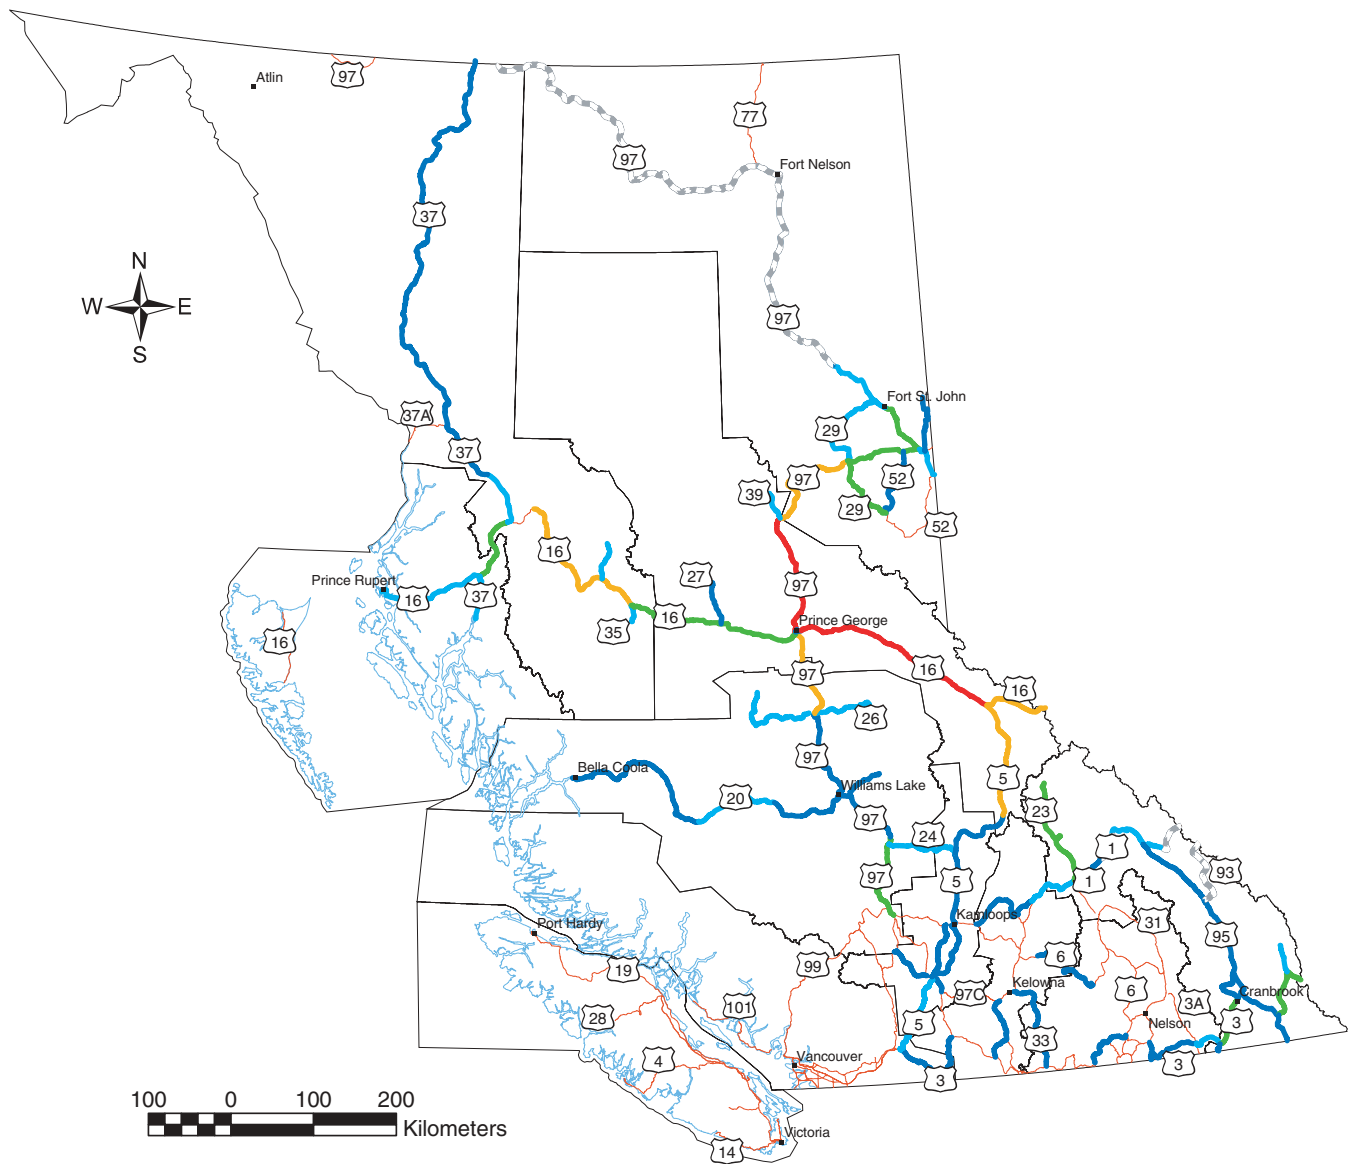 Atlin
97
77
97
Fort Nelson
37
N
W
E
S
97
37A
Fort St. John
29
37
97
52
39
29
52
16
27
97
Prince Rupert
16
37
16
35
Prince George
16
97
16
16
26
97
Bella Coola
Williams Lake
5
20
97
23
24
1
93
97
5
1
Kamloops
31
Port Hardy
95
99
6
19
Kelowna
97C
6
3A
Cranbrook
101
28
5
Nelson
3
33
4
Vancouver
3
3
100
0
100
200
Kilometers
Victoria
14